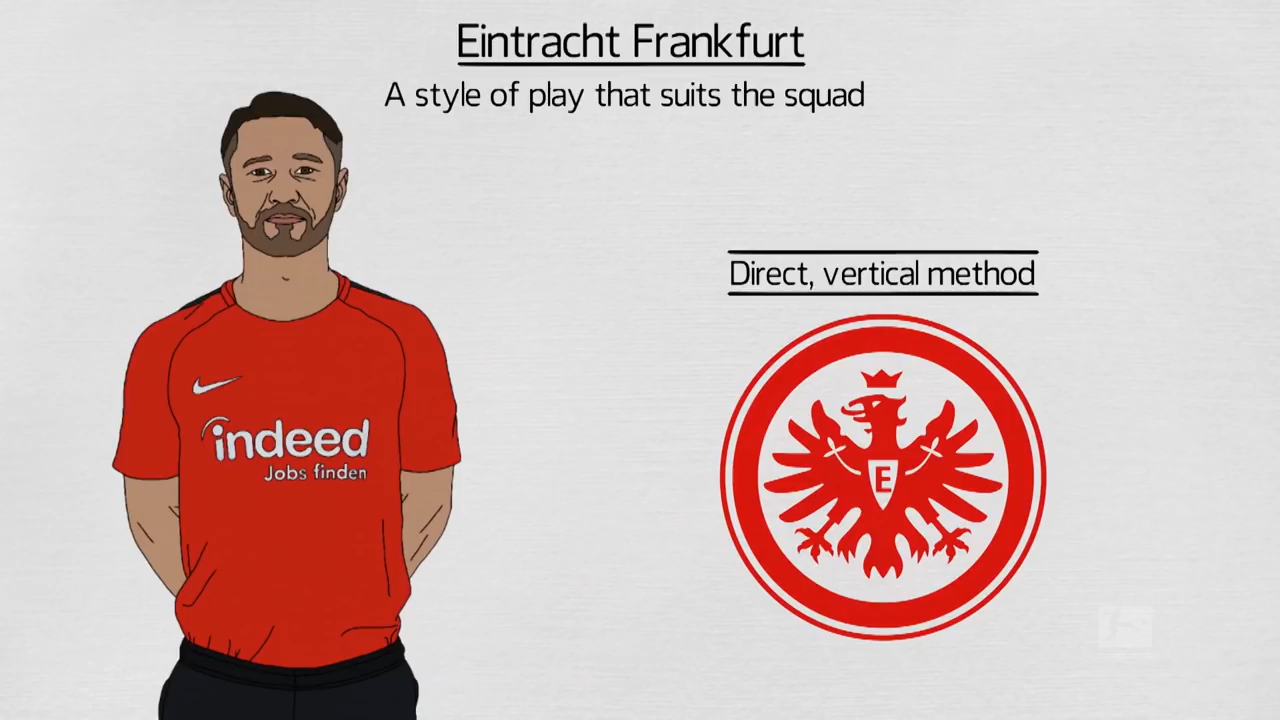 Eintracht Frankfurt
A style of play that suits the squad
Direct, vertical method
indeed
Jobs finden
E